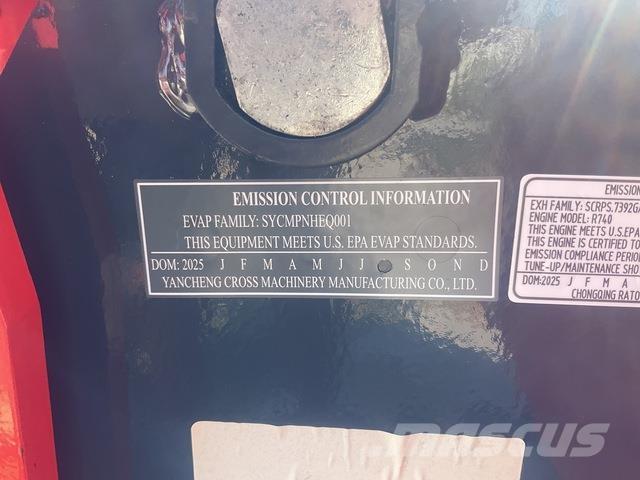 EMISSION CONTROL INFORMATION
EVAP FAMILY: SYCMPNHEQ001
THIS EQUIPMENT MEETS U.S. EPA EVAP STANDARDS.
DOM: 2025 J F M A M J J S O N D
YANCHENG CROSS MACHINERY MANUFACTURING CO., LTD.
EMISSION
EXH FAMILY: SCRPS.7392G
ENGINE MODEL: R740
THIS ENGINE MEETS U.S.EPA
THIS ENGINE IS CERTIFIED TO
EMISSION COMPLIANCE PERIO
TUNE-UP/MAINTENANCE SHO
DOM:2025 J F M A
CHONGQING RATO
mascus